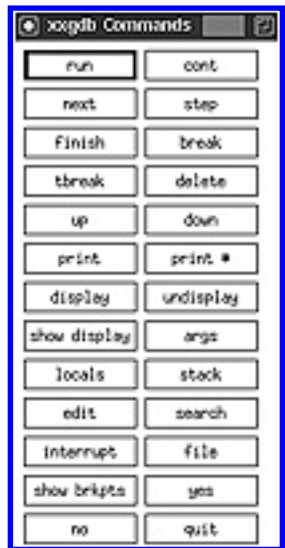 xxgdb Commands
run cont
next step
finish break
tbreak delete
up down
print print *
display undisplay
show display args
locals stack
edit search
interrupt file
show brkpts yes
no quit